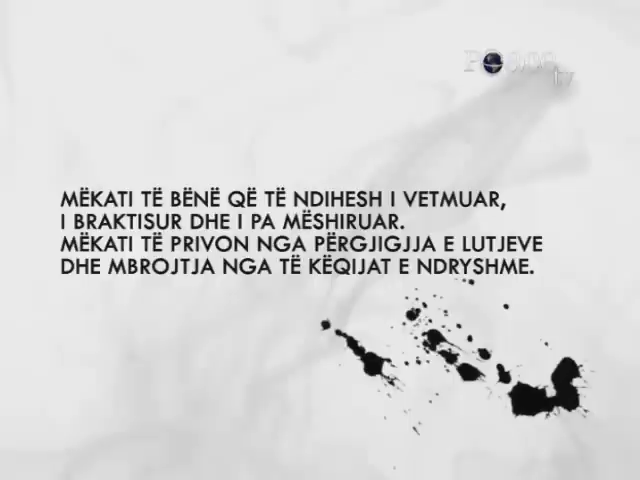 MËKATI TË BËNË QË TË NDIHESH I VETMUAR,
I BRAKTISUR DHE I PA MËSHIRUAR.
MËKATI TË PRIVON NGA PËRGJIGJJA E LUTJEVE
DHE MBROJTJA NGA TË KËQIJAT E NDRYSHME.